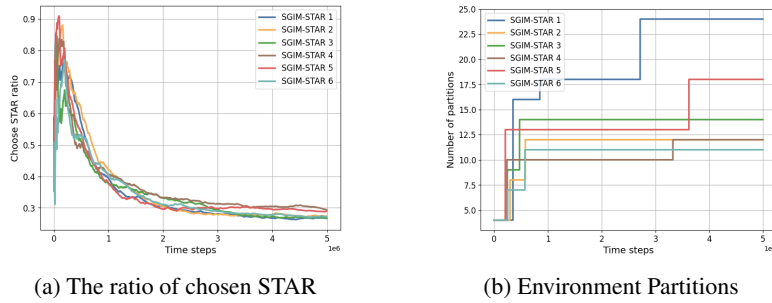 0.9
0.8
0.7
0.6
0.5
0.4
0.3
Choose STAR ratio
SGIM-STAR 1
SGIM-STAR 2
SGIM-STAR 3
SGIM-STAR 4
SGIM-STAR 5
SGIM-STAR 6
0 1 2 3 4 5
Time steps
1e6
25.0
22.5
20.0
17.5
15.0
12.5
10.0
7.5
5.0
Number of partitions
SGIM-STAR 1
SGIM-STAR 2
SGIM-STAR 3
SGIM-STAR 4
SGIM-STAR 5
SGIM-STAR 6
0 1 2 3 4 5
Time steps
1e6
(a) The ratio of chosen STAR
(b) Environment Partitions